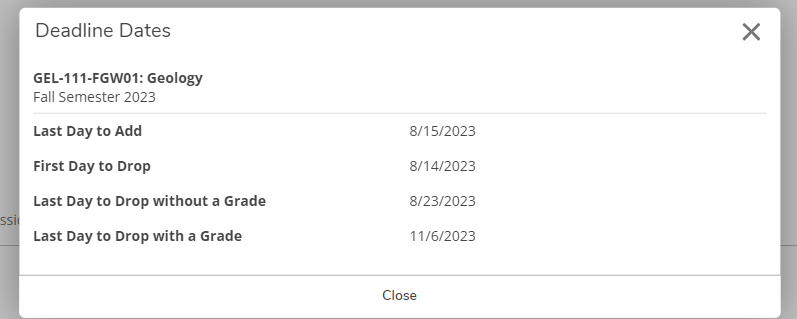 Deadline Dates
GEL-111-FGW01: Geology
Fall Semester 2023
Last Day to Add 8/15/2023
First Day to Drop 8/14/2023
Last Day to Drop without a Grade 8/23/2023
Last Day to Drop with a Grade 11/6/2023
Close